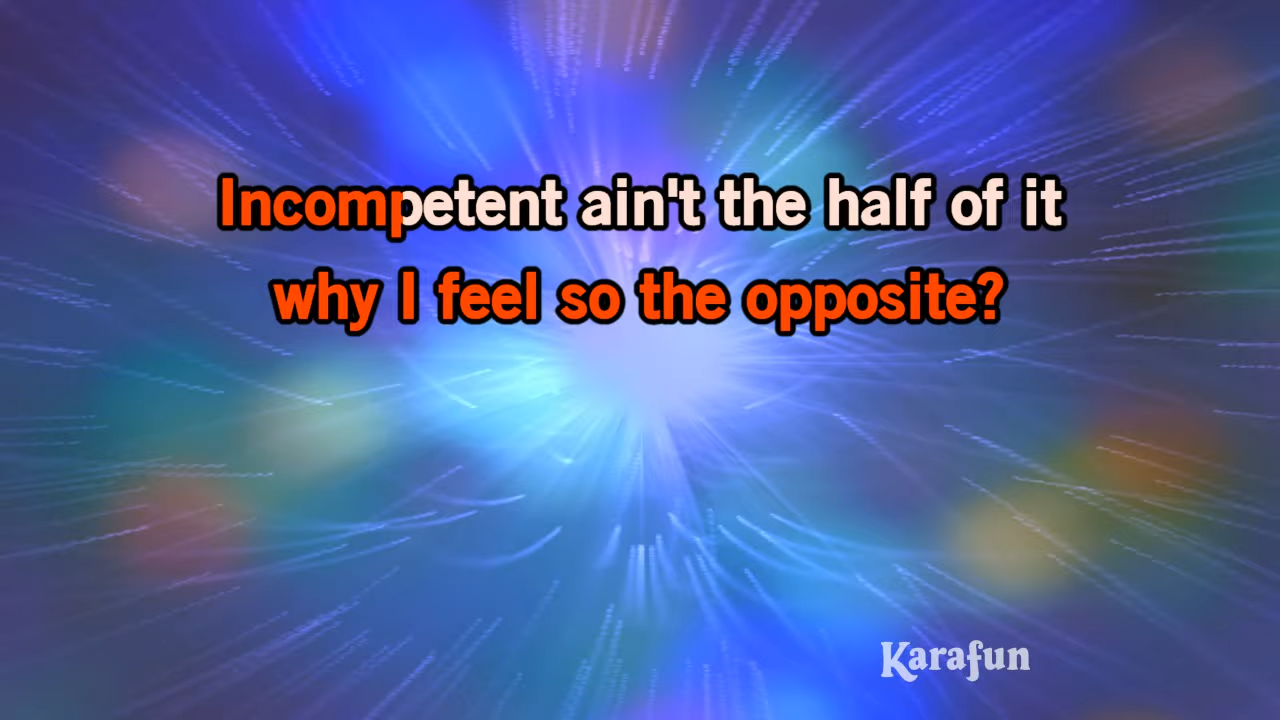 Incompetent ain't the half of it
why I feel so the opposite?
Karafun